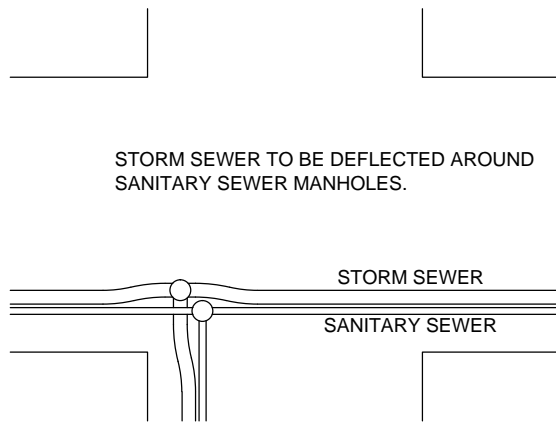 STORM SEWER TO BE DEFLECTED AROUND
SANITARY SEWER MANHOLES.
STORM SEWER
SANITARY SEWER